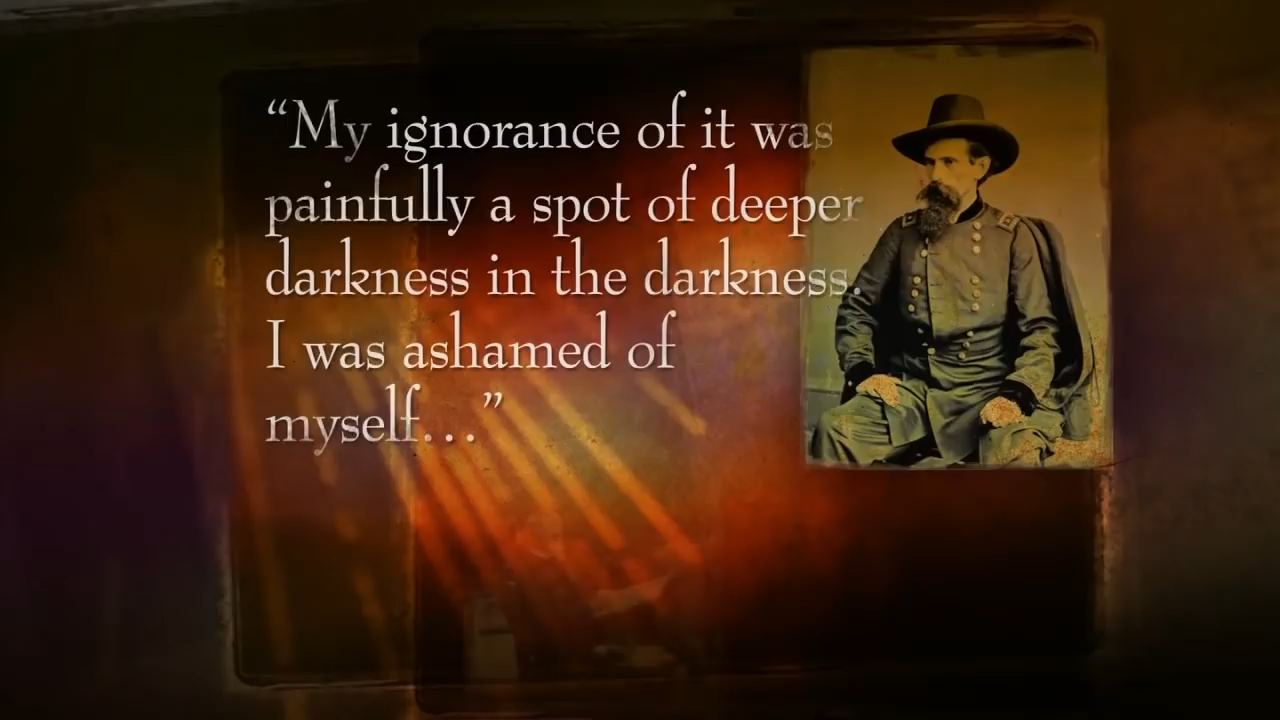 “My ignorance of it was
painfully a spot of deeper
darkness in the darkness.
I was ashamed of
myself...”